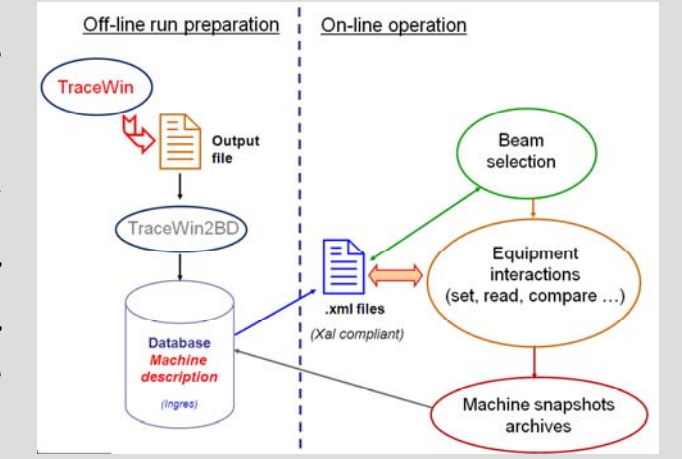 Off-line run preparation
On-line operation
TraceWin
Output
file
TraceWin2BD
Database
Machine
description
(Ingres)
.xml files
(Xal compliant)
Beam
selection
Equipment
interactions
(set, read, compare ...)
Machine snapshots
archives